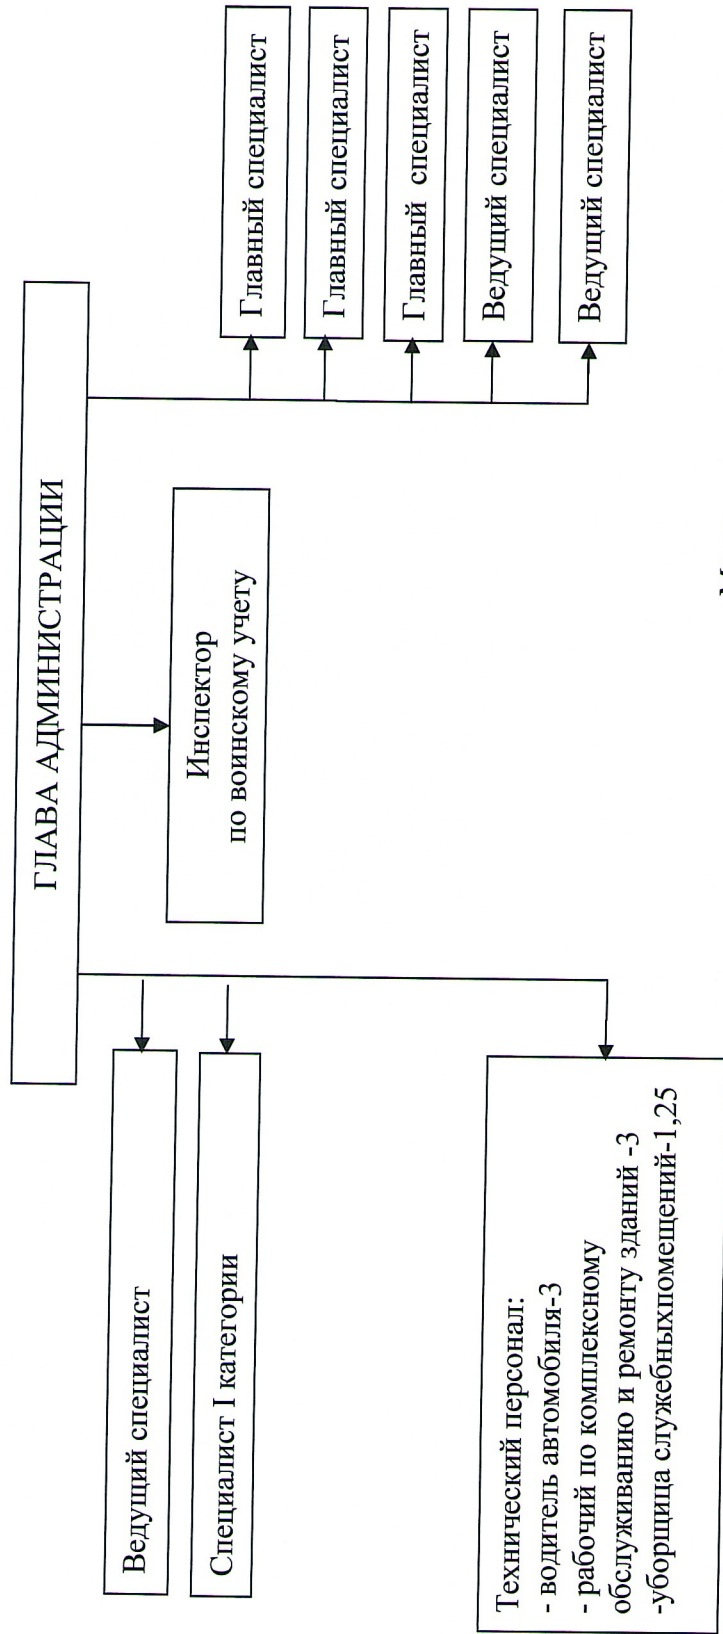 ГЛАВА АДМИНИСТРАЦИИ
Ведущий специалист
Специалист I категории
Технический персонал:
- водитель автомобиля-3
- рабочий по комплексному
обслуживанию и ремонту зданий -3
-уборщица служебныхпомещений-1,25
Инспектор
по воинскому учету
Главный специалист
Главный специалист
Главный специалист
Ведущий специалист
Ведущий специалист